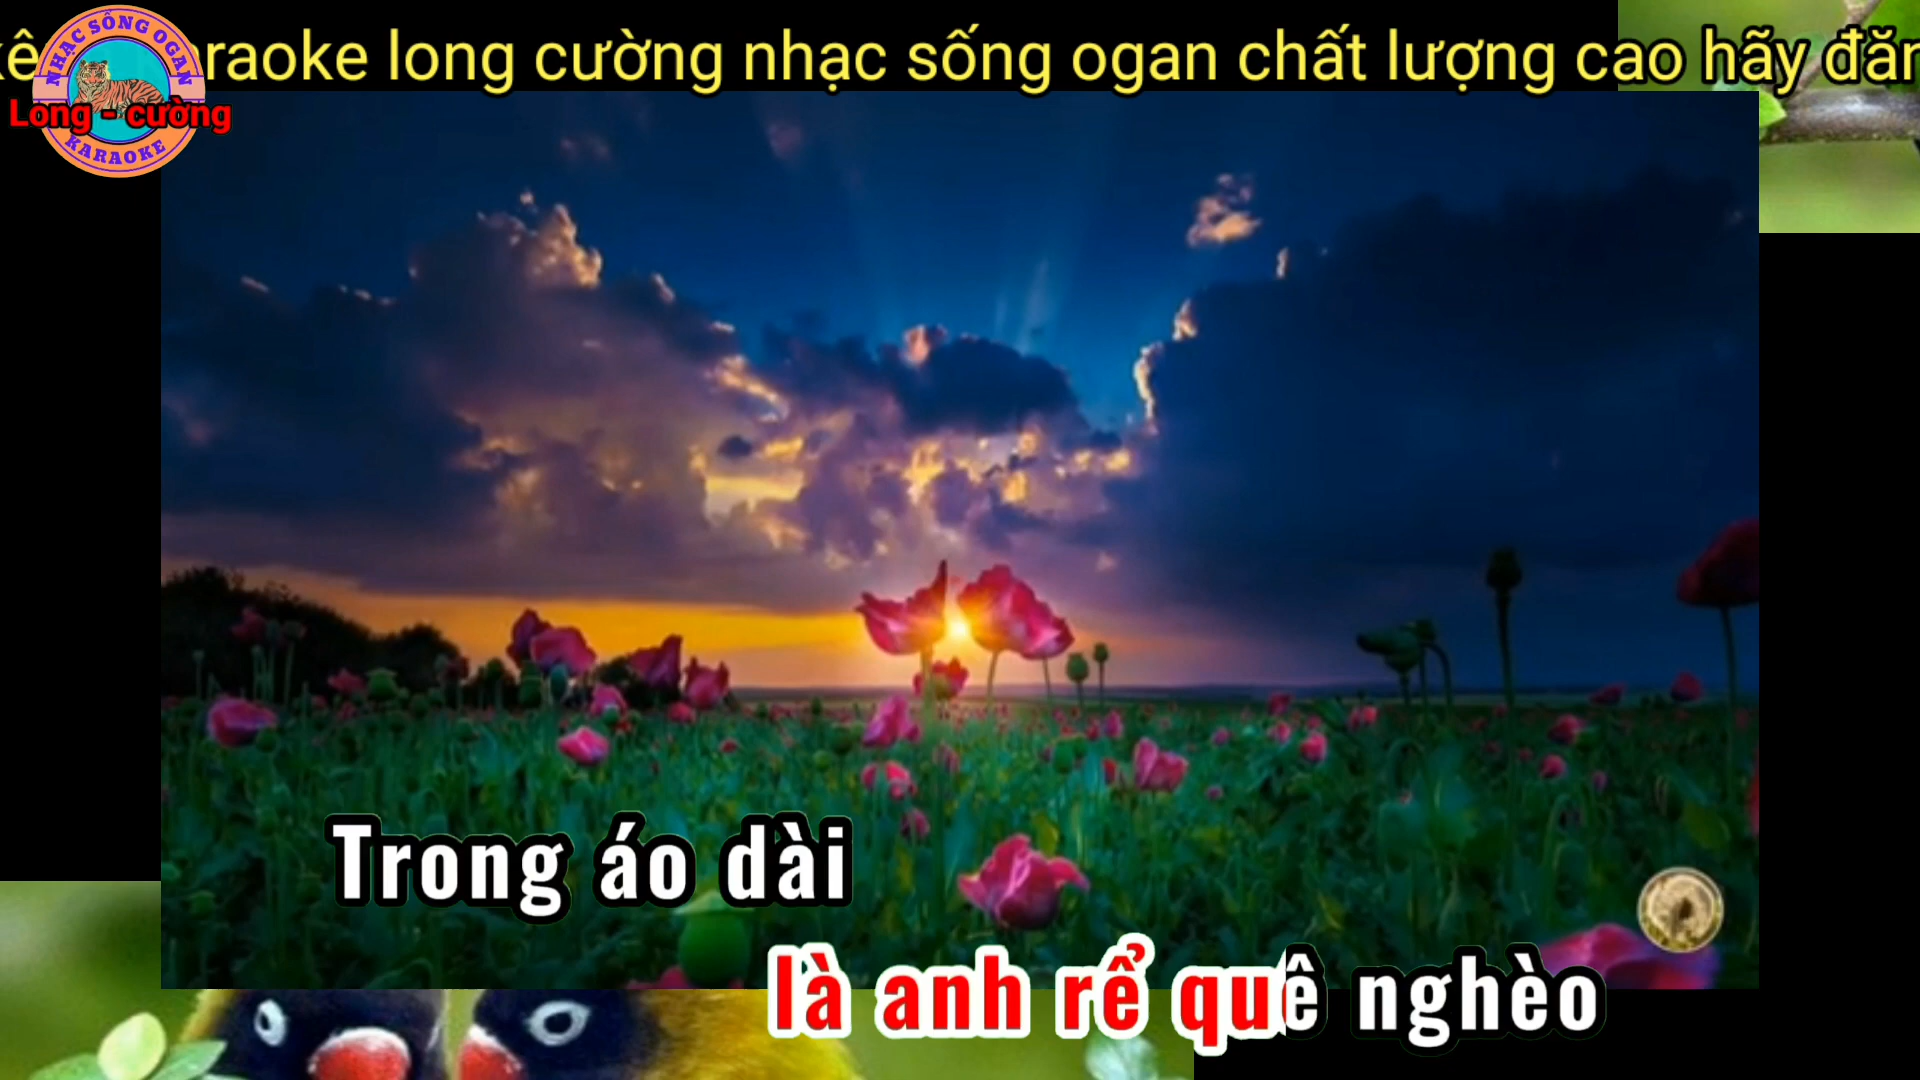 karaoke long cường nhạc sống ogan chất lượng cao hãy
NHẠC SỐNG OGAN
Long - cường
KARAOKE
Trong áo dài
là anh rể quê nghèo